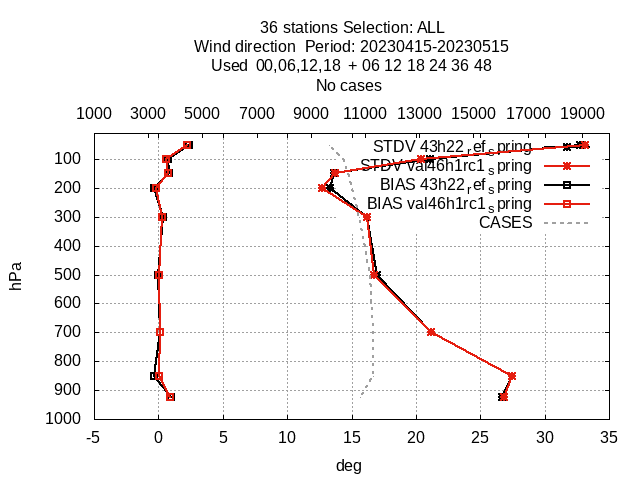 36 stations Selection: ALL
Wind direction  Period: 20230415-20230515
Used  00,06,12,18  + 06 12 18 24 36 48
No cases
1000 3000 5000 7000 9000 11000 13000 15000 17000 19000
STDV 43h22_ref_spring
STDV val46h1rc1_spring
BIAS 43h22_ref_spring
BIAS val46h1rc1_spring
CASES
hPa
100
200
300
400
500
600
700
800
900
1000
-5 0 5 10 15 20 25 30 35
deg